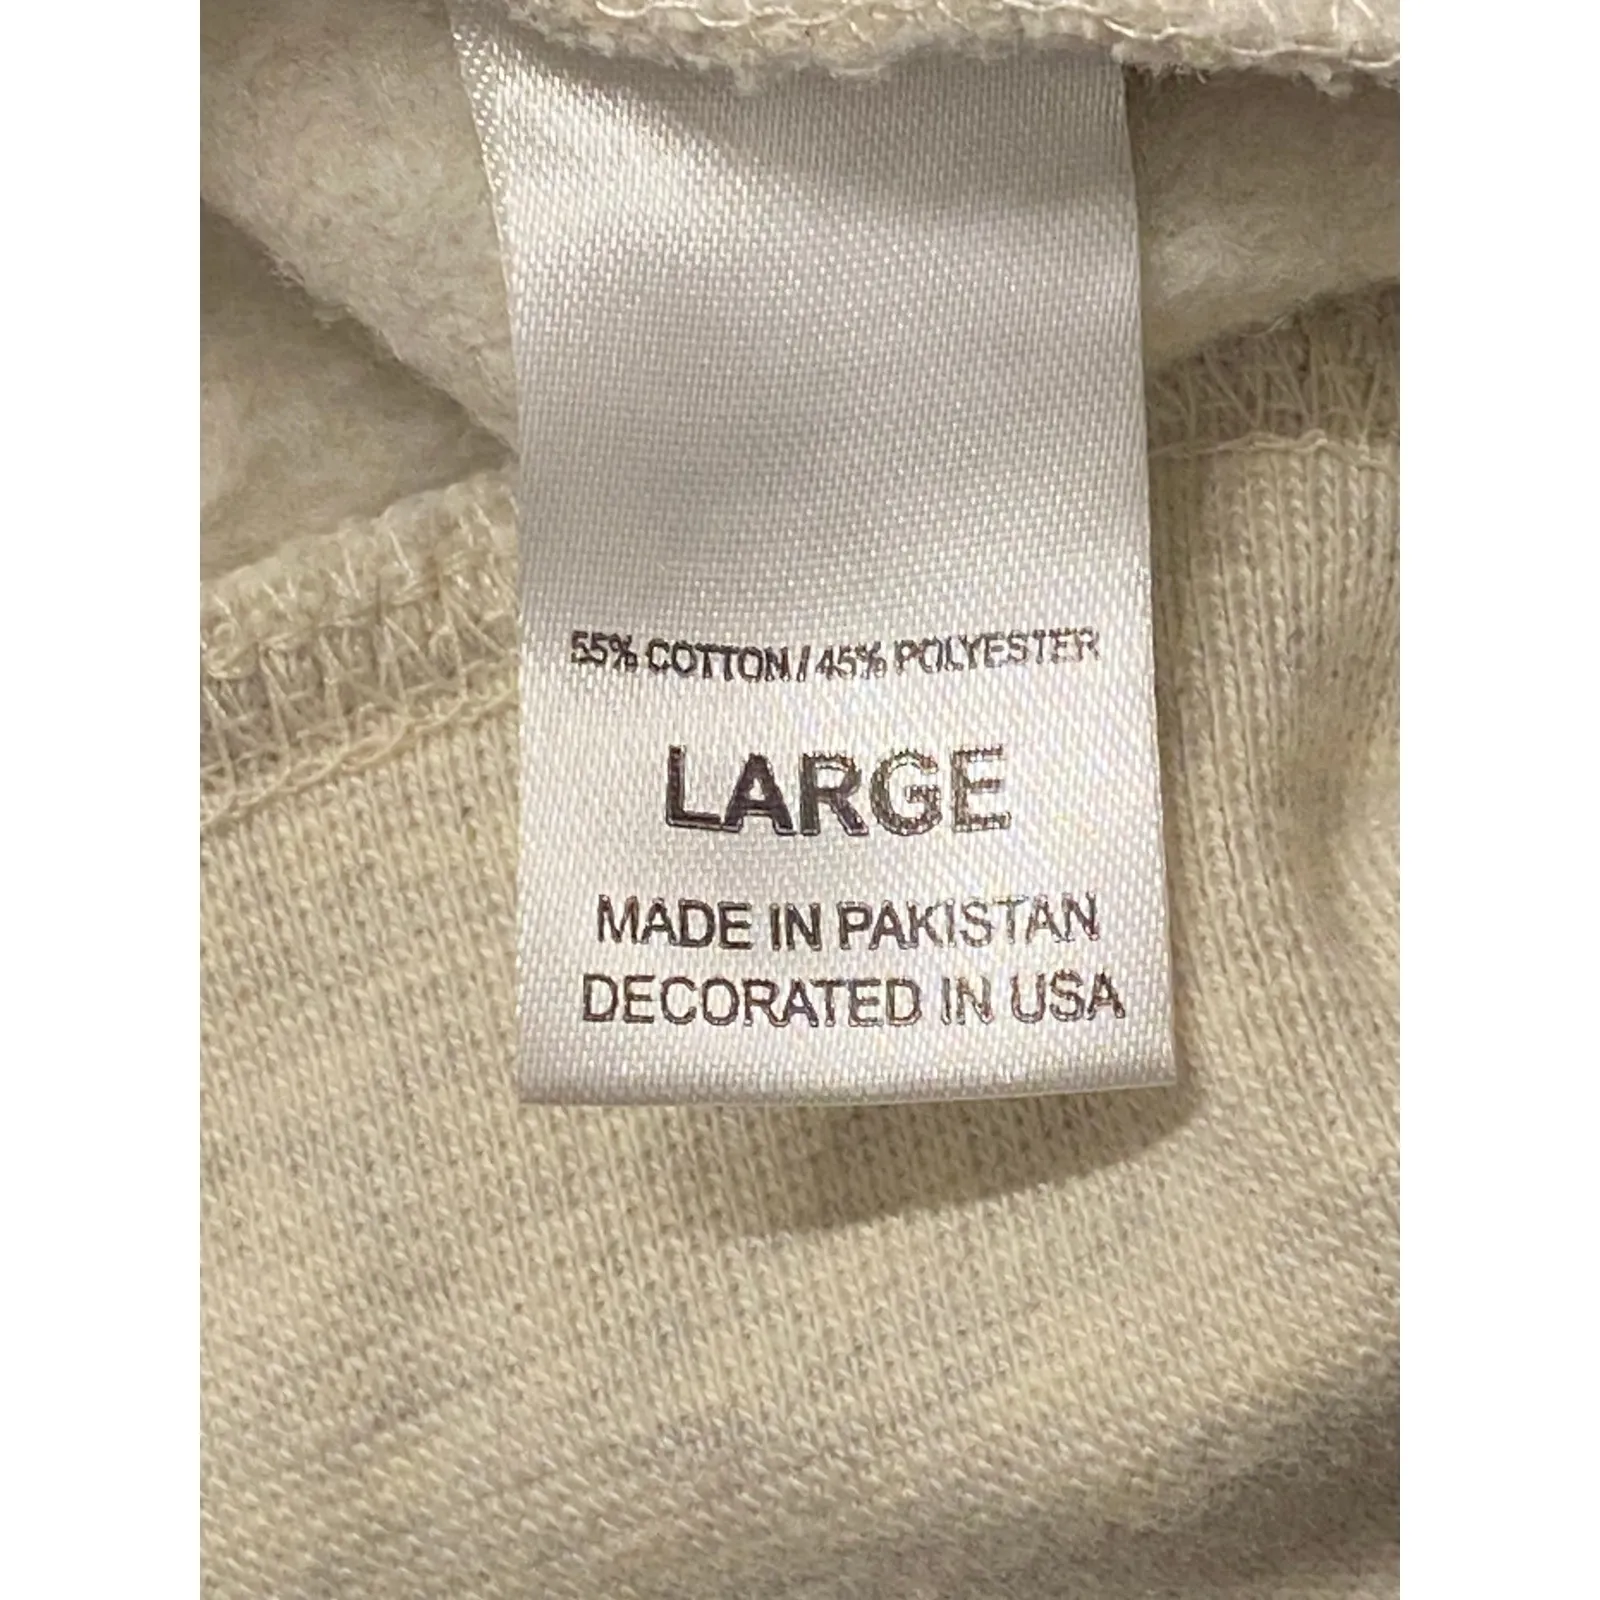 55% COTTON / 45% POLYESTER
LARGE
MADE IN PAKISTAN
DECORATED IN USA